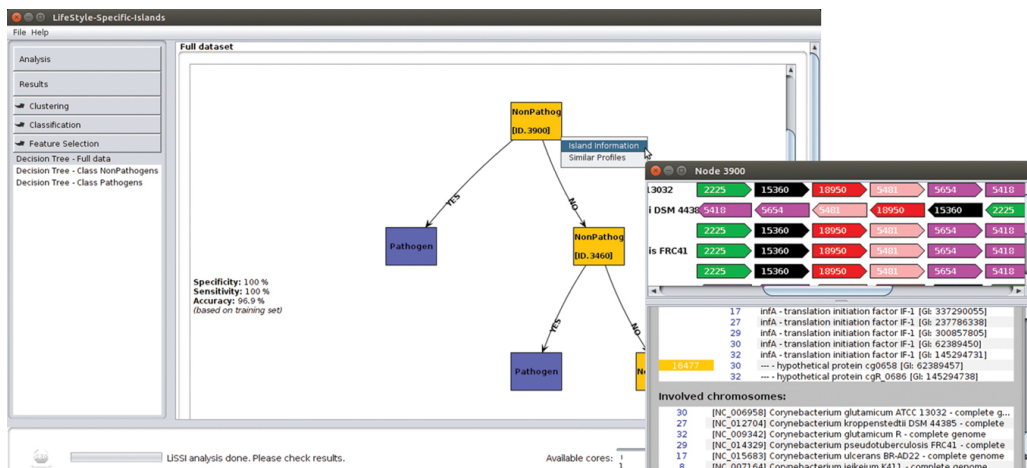 LifeStyle-Specific-Islands
File Help
Analysis
Results
Clustering
Classification
Feature Selection
Decision Tree - Full data
Decision Tree - Class NonPathogens
Decision Tree - Class Pathogens
Full dataset
NonPathog
[ID.3900]
Island Information
Similar Profiles
YES
NO
Pathogen
NonPathog
[ID.3460]
YES
NO
Pathogen
Specificity: 100 %
Sensitivity: 100 %
Accuracy: 96.9 %
(based on training set)
Node 3900
13032 2225 15360 18950 5481 5654 5418
i DSM 4438 5418 5654 5481 18950 15360 2225
2225 15360 18950 5481 5654 5418
is FRC41 2225 15360 18950 5481 5654 5418
2225 15360 18950 5481 5654 5418
17 infA - translation initiation factor IF-1 [GI: 337290055]
27 infA - translation initiation factor IF-1 [GI: 237786338]
29 infA - translation initiation factor IF-1 [GI: 300857805]
30 infA - translation initiation factor IF-1 [GI: 62389450]
32 infA - translation initiation factor IF-1 [GI: 145294731]
16477 30 --- - hypothetical protein cg0658 [GI: 62389457]
32 --- - hypothetical protein cgR_0686 [GI: 145294738]
Involved chromosomes:
30 [NC_006958] Corynebacterium glutamicum ATCC 13032 - complete g...
27 [NC_012704] Corynebacterium kroppenstedtii DSM 44385 - complete
32 [NC_009342] Corynebacterium glutamicum R - complete genome
29 [NC_014329] Corynebacterium pseudotuberculosis FRC41 - complete
17 [NC_015683] Corynebacterium ulcerans BR-AD22 - complete genome
8 [NC_007164] Corynebacterium jeikeium K411 - complete genome
LiSSI analysis done. Please check results.
Available cores:
1